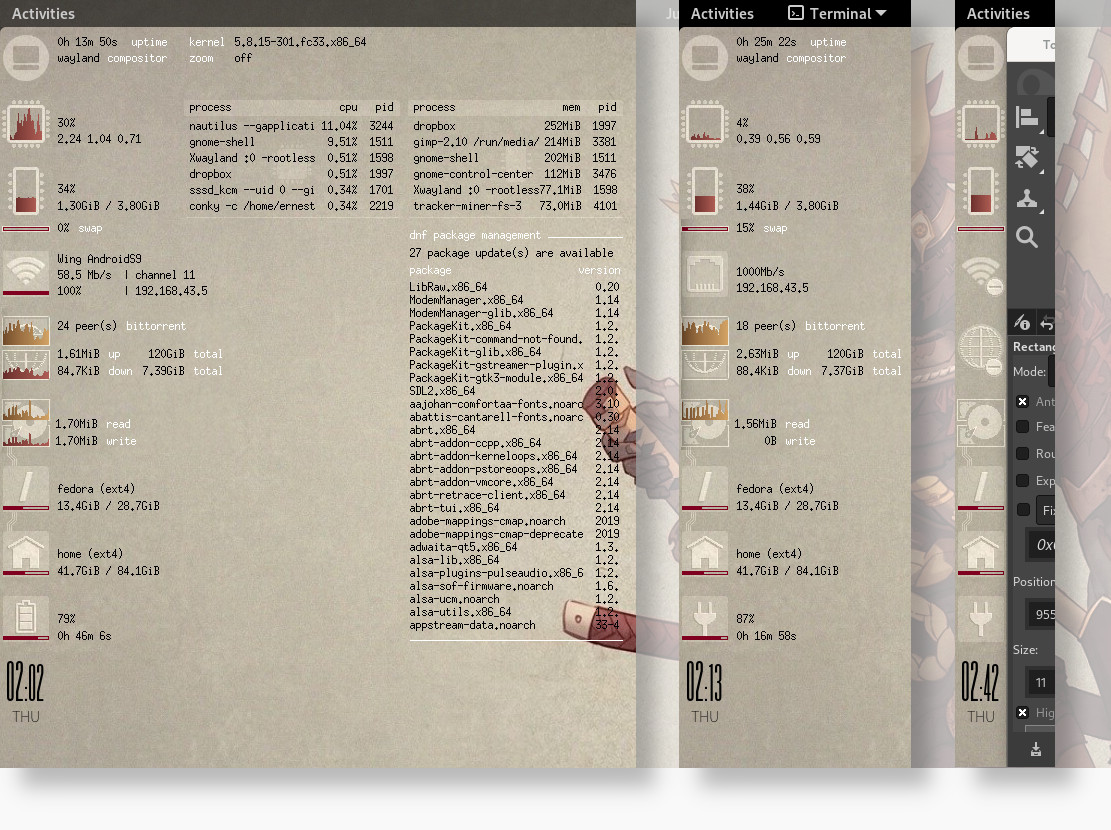 Activities
0h 13m 50s uptime kernel 5.8.15-301.fc33.x86_64
wayland compositor zoom off
process cpu pid process mem pid
30%
2.24 1.04 0.71
nautilus --gapplicati 11.04% 3244 dropbox 252MiB 1997
gnome-shell 9.51% 1511 gimp-2.10 /run/media/ 214MiB 3381
Xwayland :0 -rootless 0.51% 1598 gnome-shell 202MiB 1511
dropbox 0.51% 1997 gnome-control-center 112MiB 3476
sssd_kcm --uid 0 --gi 0.34% 1701 Xwayland :0 -rootless77.1MiB 1598
conky -c /home/ernest 0.34% 2219 tracker-miner-fs-3 73.0MiB 4101
34%
1.30GiB / 3.80GiB
0% swap
Wing AndroidS9
58.5 Mb/s | channel 11
100% | 192.168.43.5
24 peer(s) bittorrent
1.61MiB up 120GiB total
84.7KiB down 7.39GiB total
1.70MiB read
1.70MiB write
fedora (ext4)
13.4GiB / 28.7GiB
home (ext4)
41.7GiB / 84.1GiB
79%
0h 46m 6s
02:02
THU
dnf package management
27 package update(s) are available
package version
LibRaw.x86_64 0.20
ModemManager.x86_64 1.14
ModemManager-glib.x86_64 1.14
PackageKit.x86_64 1.2.
PackageKit-command-not-found. 1.2.
PackageKit-glib.x86_64 1.2.
PackageKit-gstreamer-plugin.x 1.2.
PackageKit-gtk3-module.x86_64 1.2.
SDL2.x86_64 2.0.
aajohan-comfortaa-fonts.noarc 3.10
abattis-cantarell-fonts.noarc 0.30
abrt.x86_64 2.14
abrt-addon-ccpp.x86_64 2.14
abrt-addon-kerneloops.x86_64 2.14
abrt-addon-pstoreoops.x86_64 2.14
abrt-addon-vmcore.x86_64 2.14
abrt-retrace-client.x86_64 2.14
abrt-tui.x86_64 2.14
adobe-mappings-cmap.noarch 2019
adobe-mappings-cmap-deprecate 2019
adwaita-qt5.x86_64 1.3.
alsa-lib.x86_64 1.2.
alsa-plugins-pulseaudio.x86_6 1.2.
alsa-sof-firmware.noarch 1.6.
alsa-ucm.noarch 1.2.
alsa-utils.x86_64 1.2.
appstream-data.noarch 33-4
Ju
Activities Terminal
0h 25m 22s uptime
wayland compositor
4%
0.39 0.56 0.59
38%
1.44GiB / 3.80GiB
15% swap
1000Mb/s
192.168.43.5
18 peer(s) bittorrent
2.63MiB up 120GiB total
88.4KiB down 7.37GiB total
1.56MiB read
0B write
fedora (ext4)
13.4GiB / 28.7GiB
home (ext4)
41.7GiB / 84.1GiB
87%
0h 16m 58s
02:13
THU
Activities
To
Rectang
Mode:
Ant
Fea
Rou
Exp
Fix
0x
Position
955
Size:
11
Hig
02:42
THU